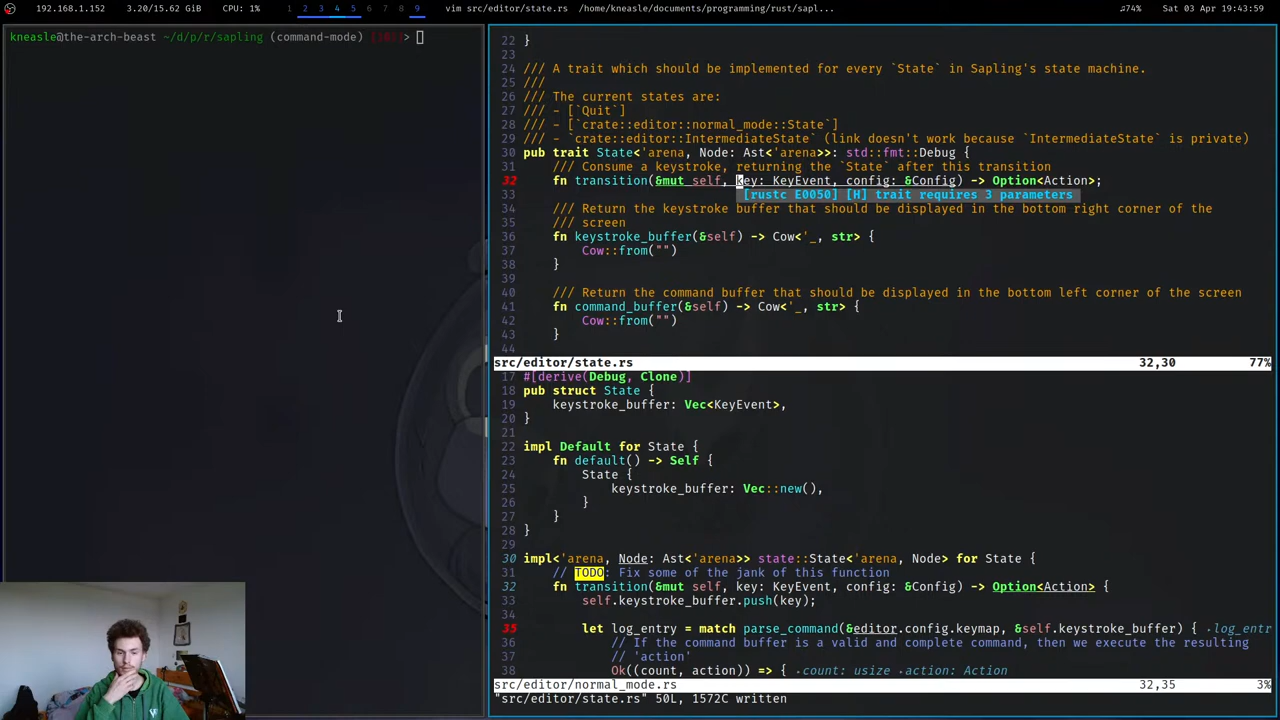 192.168.1.152 3.20/15.62 GiB CPU: 1% 1 2 3 4 5 6 7 8 9 vim src/editor/state.rs /home/kneasle/documents/programming/rust/sapl... ♫74% Sat 03 Apr 19:43:59
kneasle@the-arch-beast ~/d/p/r/sapling (command-mode) >
22 }
23
24 /// A trait which should be implemented for every `State` in Sapling's state machine.
25 ///
26 /// The current states are:
27 /// - [`Quit`]
28 /// - [`crate::editor::normal_mode::State`]
29 /// - `crate::editor::IntermediateState` (link doesn't work because `IntermediateState` is private)
30 pub trait State<'arena, Node: Ast<'arena>>: std::fmt::Debug {
31 /// Consume a keystroke, returning the `State` after this transition
32 fn transition(&mut self, key: KeyEvent, config: &Config) -> Option<Action>;
33 [rustc E0050] [H] trait requires 3 parameters
34 /// Return the keystroke buffer that should be displayed in the bottom right corner of the
35 /// screen
36 fn keystroke_buffer(&self) -> Cow<'_, str> {
37 Cow::from("")
38 }
39
40 /// Return the command buffer that should be displayed in the bottom left corner of the screen
41 fn command_buffer(&self) -> Cow<'_, str> {
42 Cow::from("")
43 }
44
src/editor/state.rs 32,30 77%
17 #[derive(Debug, Clone)]
18 pub struct State {
19 keystroke_buffer: Vec<KeyEvent>,
20 }
21
22 impl Default for State {
23 fn default() -> Self {
24 State {
25 keystroke_buffer: Vec::new(),
26 }
27 }
28 }
29
30 impl<'arena, Node: Ast<'arena>> state::State<'arena, Node> for State {
31 // TODO: Fix some of the jank of this function
32 fn transition(&mut self, key: KeyEvent, config: &Config) -> Option<Action> {
33 self.keystroke_buffer.push(key);
34
35 let log_entry = match parse_command(&editor.config.keymap, &self.keystroke_buffer) { ·log_entr
36 // If the command buffer is a valid and complete command, then we execute the resulting
37 // 'action'
38 Ok((count, action)) => { ·count: usize ·action: Action
src/editor/normal_mode.rs 32,35 3%
"src/editor/state.rs" 50L, 1572C written